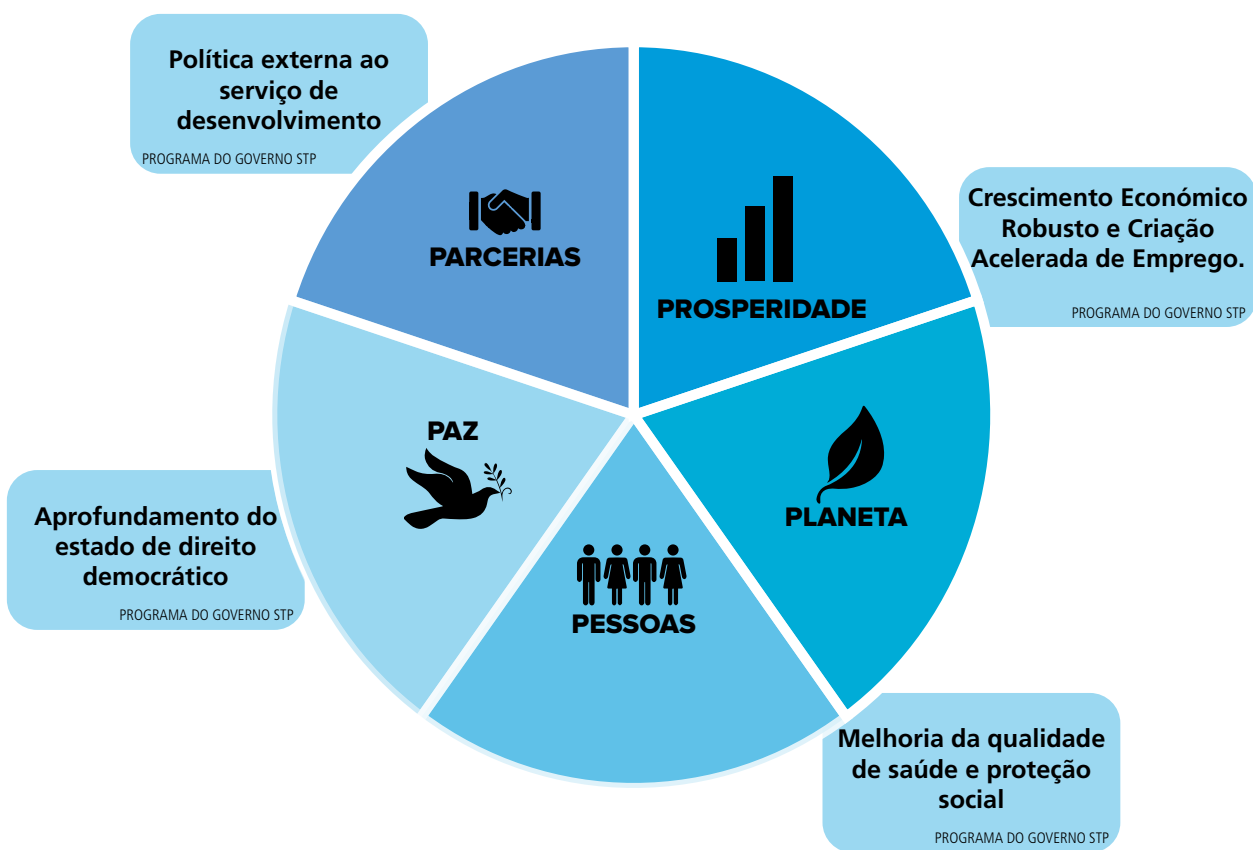 Política externa ao
serviço de
desenvolvimento
PROGRAMA DO GOVERNO STP
PARCERIAS
PROSPERIDADE
Crescimento Económico
Robusto e Criação
Acelerada de Emprego.
PROGRAMA DO GOVERNO STP
PAZ
PLANETA
Aprofundamento do
estado de direito
democrático
PROGRAMA DO GOVERNO STP
PESSOAS
Melhoria da qualidade
de saúde e proteção
social
PROGRAMA DO GOVERNO STP